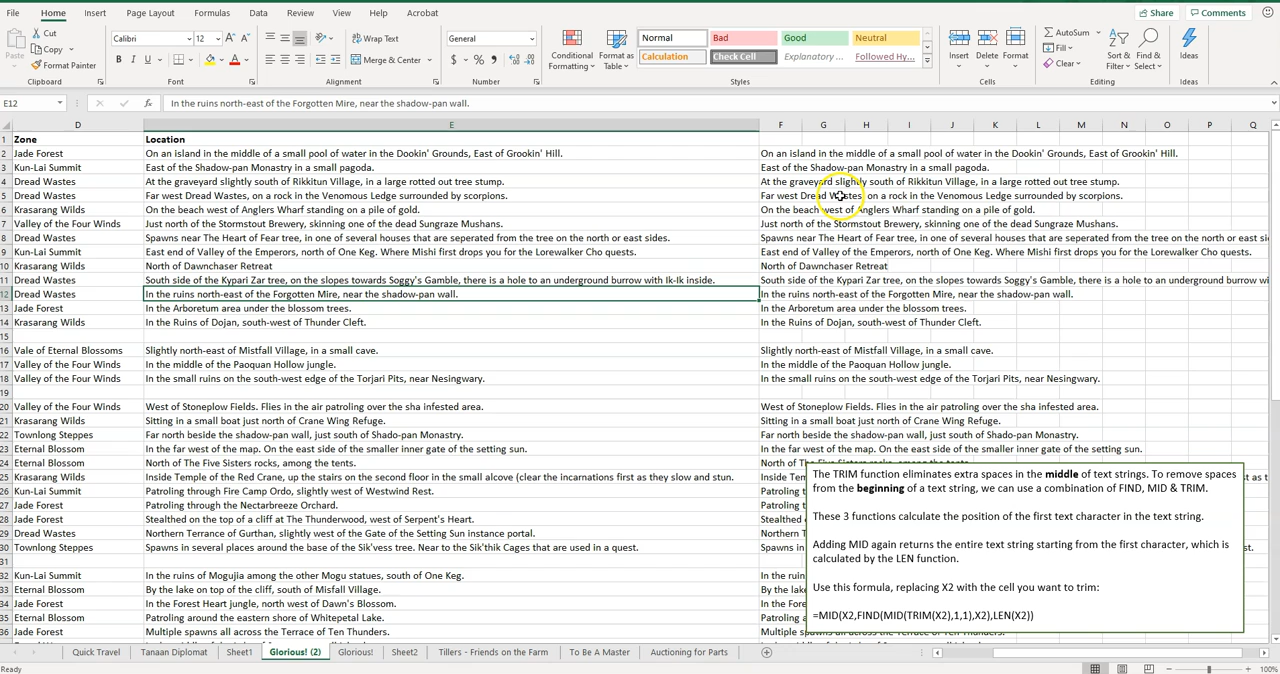 File Home Insert Page Layout Formulas Data Review View Help Acrobat Share Comments
Cut
Copy
Format Painter
Paste
Calibri 12
B I U
Wrap Text
Merge & Center
General
Conditional Formatting
Format as Table
Normal Bad Good Neutral
Calculation Check Cell Explanatory ... Followed Hy...
Insert Delete Format
AutoSum
Fill
Clear
Sort & Filter
Find & Select
Ideas
Clipboard Font Alignment Number Styles Cells Editing Ideas
E12 In the ruins north-east of the Forgotten Mire, near the shadow-pan wall.
D E F G H I J K L M N O P Q
1 Zone Location
2 Jade Forest On an island in the middle of a small pool of water in the Dookin' Grounds, East of Grookin' Hill. On an island in the middle of a small pool of water in the Dookin' Grounds, East of Grookin' Hill.
3 Kun-Lai Summit East of the Shadow-pan Monastry in a small pagoda. East of the Shadow-pan Monastry in a small pagoda.
4 Dread Wastes At the graveyard slightly south of Rikkitun Village, in a large rotted out tree stump. At the graveyard slightly south of Rikkitun Village, in a large rotted out tree stump.
5 Dread Wastes Far west Dread Wastes, on a rock in the Venomous Ledge surrounded by scorpions. Far west Dread Wastes, on a rock in the Venomous Ledge surrounded by scorpions.
6 Krasarang Wilds On the beach west of Anglers Wharf standing on a pile of gold. On the beach west of Anglers Wharf standing on a pile of gold.
7 Valley of the Four Winds Just north of the Stormstout Brewery, skinning one of the dead Sungraze Mushans. Just north of the Stormstout Brewery, skinning one of the dead Sungraze Mushans.
8 Dread Wastes Spawns near The Heart of Fear tree, in one of several houses that are seperated from the tree on the north or east sides. Spawns near The Heart of Fear tree, in one of several houses that are seperated from the tree on the north or east si
9 Kun-Lai Summit East end of Valley of the Emperors, north of One Keg. Where Mishi first drops you for the Lorewalker Cho quests. East end of Valley of the Emperors, north of One Keg. Where Mishi first drops you for the Lorewalker Cho quests.
10 Krasarang Wilds North of Dawnchaser Retreat North of Dawnchaser Retreat
11 Dread Wastes South side of the Kypari Zar tree, on the slopes towards Soggy's Gamble, there is a hole to an underground burrow with Ik-Ik inside. South side of the Kypari Zar tree, on the slopes towards Soggy's Gamble, there is a hole to an underground burrow wi
12 Dread Wastes In the ruins north-east of the Forgotten Mire, near the shadow-pan wall. In the ruins north-east of the Forgotten Mire, near the shadow-pan wall.
13 Jade Forest In the Arboretum area under the blossom trees. In the Arboretum area under the blossom trees.
14 Krasarang Wilds In the Ruins of Dojan, south-west of Thunder Cleft. In the Ruins of Dojan, south-west of Thunder Cleft.
15
16 Vale of Eternal Blossoms Slightly north-east of Mistfall Village, in a small cave. Slightly north-east of Mistfall Village, in a small cave.
17 Valley of the Four Winds In the middle of the Paoquan Hollow jungle. In the middle of the Paoquan Hollow jungle.
18 Valley of the Four Winds In the small ruins on the south-west edge of the Torjari Pits, near Nesingwary. In the small ruins on the south-west edge of the Torjari Pits, near Nesingwary.
19
20 Valley of the Four Winds West of Stoneplow Fields. Flies in the air patroling over the sha infested area. West of Stoneplow Fields. Flies in the air patroling over the sha infested area.
21 Krasarang Wilds Sitting in a small boat just north of Crane Wing Refuge. Sitting in a small boat just north of Crane Wing Refuge.
22 Townlong Steppes Far north beside the shadow-pan wall, just south of Shado-pan Monastry. Far north beside the shadow-pan wall, just south of Shado-pan Monastry.
23 Eternal Blossom In the far west of the map. On the east side of the smaller inner gate of the setting sun. In the far west of the map. On the east side of the smaller inner gate of the setting sun.
24 Eternal Blossom North of The Five Sisters rocks, among the tents. North of The Five Sisters rocks, among the tents.
25 Krasarang Wilds Inside Temple of the Red Crane, up the stairs on the second floor in the small alcove (clear the incarnations first as they slow and stun. Inside Tem st as t
26 Kun-Lai Summit Patroling through Fire Camp Ordo, slightly west of Westwind Rest. Patroling t
27 Jade Forest Patroling through the Nectarbreeze Orchard. Patroling t
28 Jade Forest Stealthed on the top of a cliff at The Thunderwood, west of Serpent's Heart. Stealthed
29 Dread Wastes Northern Terrance of Gurthan, slightly west of the Gate of the Setting Sun instance portal. Northern T
30 Townlong Steppes Spawns in several places around the base of the Sik'vess tree. Near to the Sik'thik Cages that are used in a quest. Spawns in
31
32 Kun-Lai Summit In the ruins of Mogujia among the other Mogu statues, south of One Keg. In the ruin
33 Eternal Blossom By the lake on top of the cliff, south of Misfall Village. By the lake
34 Jade Forest In the Forest Heart jungle, north west of Dawn's Blossom. In the Fore
35 Eternal Blossom Patroling around the eastern shore of Whitepetal Lake. Patroling a
36 Jade Forest Multiple spawns all across the Terrace of Ten Thunders. Multiple spawns all across the Terrace of Ten Thunders.
The TRIM function eliminates extra spaces in the middle of text strings. To remove spaces
from the beginning of a text string, we can use a combination of FIND, MID & TRIM.
These 3 functions calculate the position of the first text character in the text string.
Adding MID again returns the entire text string starting from the first character, which is
calculated by the LEN function.
Use this formula, replacing X2 with the cell you want to trim:
=MID(X2,FIND(MID(TRIM(X2),1,1),X2),LEN(X2))
Quick Travel Tanaan Diplomat Sheet1 Glorious! (2) Glorious! Sheet2 Tillers - Friends on the Farm To Be A Master Auctioning for Parts
Ready 100%